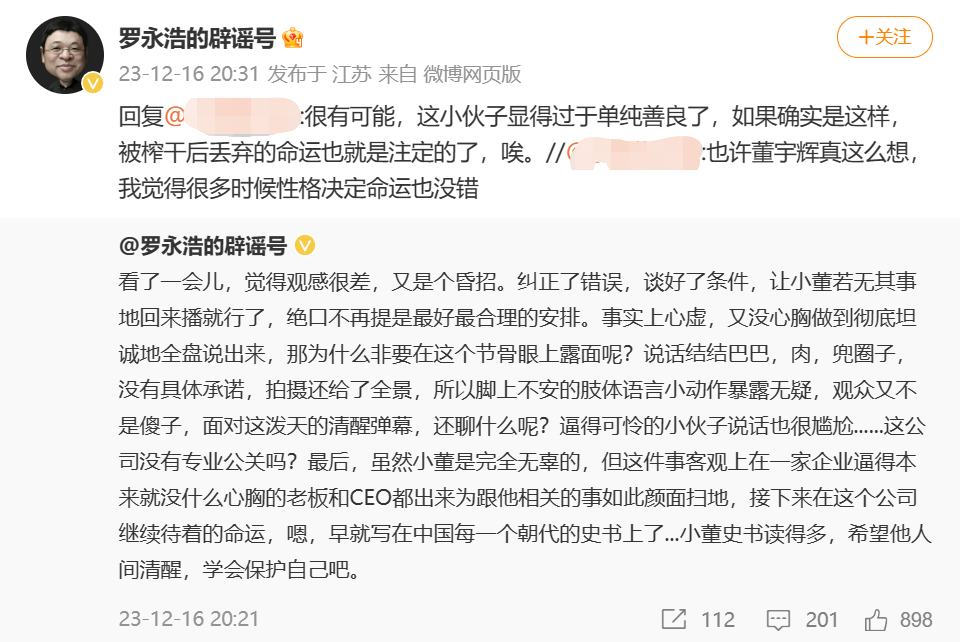 罗永浩的辟谣号
+关注
23-12-16 20:31 发布于 江苏 来自 微博网页版
回复@:很有可能，这小伙子显得过于单纯善良了，如果确实是这样，
被榨干后丢弃的命运也就是注定的了，唉。//@:也许董宇辉真这么想，
我觉得很多时候性格决定命运也没错
@罗永浩的辟谣号
看了一会儿，觉得观感很差，又是个昏招。纠正了错误，谈好了条件，让小董若无其事
地回来播就行了，绝口不再提是最好最合理的安排。事实上心虚，又没心胸做到彻底坦
诚地全盘说出来，那为什么非要在这个节骨眼上露面呢？说话结结巴巴，肉，兜圈子，
没有具体承诺，拍摄还给了全景，所以脚上不安的肢体语言小动作暴露无疑，观众又不
是傻子，面对这泼天的清醒弹幕，还聊什么呢？逼得可怜的小伙子说话也很尴尬......这公
司没有专业公关吗？最后，虽然小董是完全无辜的，但这件事客观上在一家企业逼得本
来就没什么心胸的老板和CEO都出来为跟他相关的事如此颜面扫地，接下来在这个公司
继续待着的命运，嗯，早就写在中国每一个朝代的史书上了...小董史书读得多，希望他人
间清醒，学会保护自己吧。
23-12-16 20:21
112
201
898